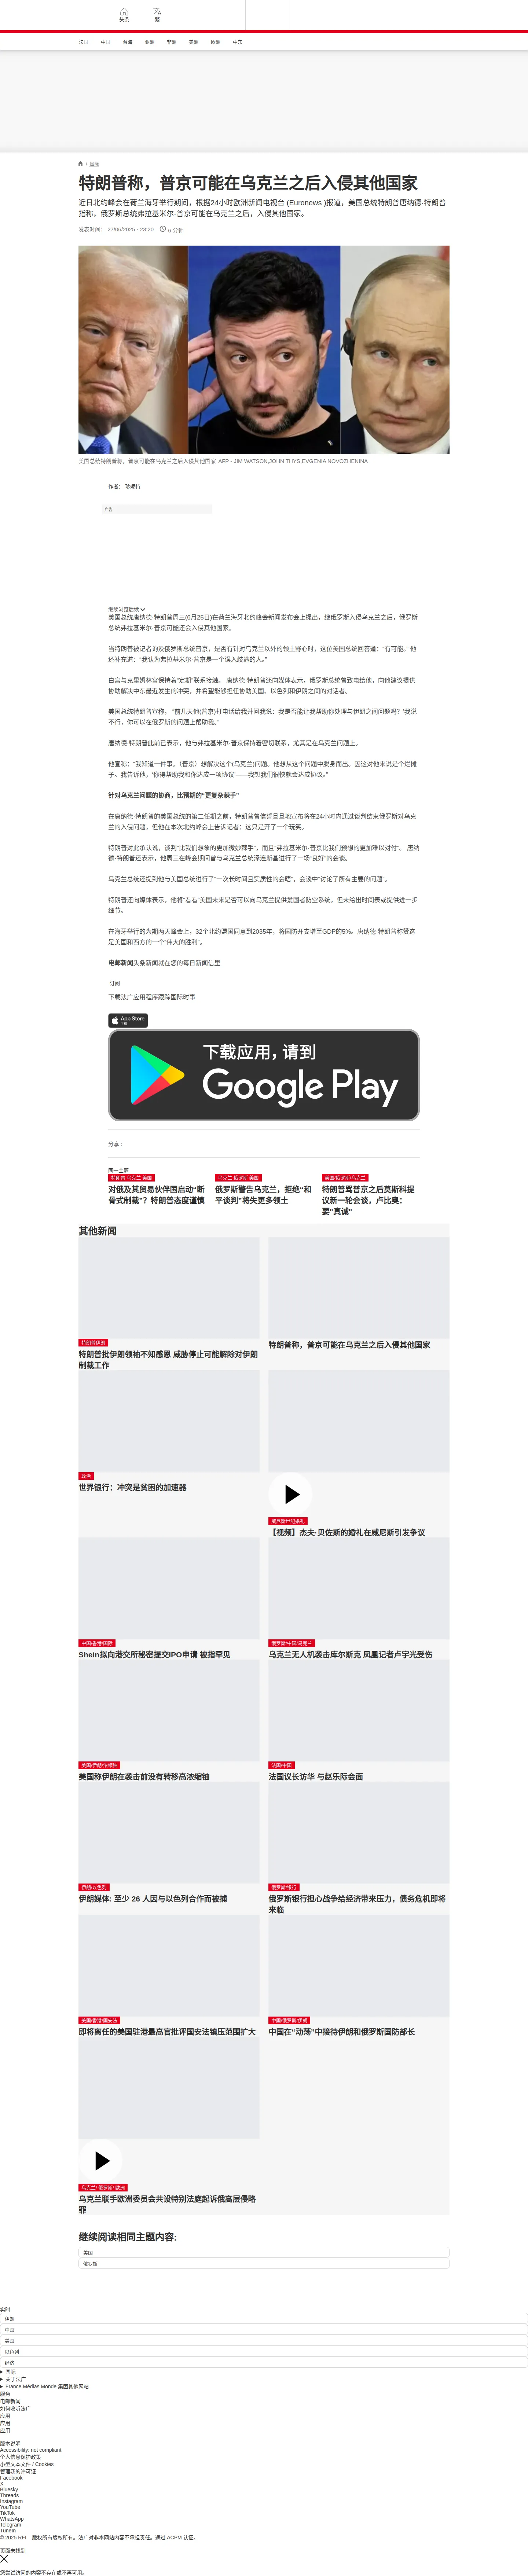 头条
繁
法国
中国
台海
亚洲
非洲
美洲
欧洲
中东
国际
特朗普称，普京可能在乌克兰之后入侵其他国家
近日北约峰会在荷兰海牙举行期间，根据24小时欧洲新闻电视台 (Euronews )报道，美国总统特朗普唐纳德·特朗普
指称，俄罗斯总统弗拉基米尔·普京可能在乌克兰之后，入侵其他国家。
发表时间： 27/06/2025 - 23:20
6 分钟
美国总统特朗普称，普京可能在乌克兰之后入侵其他国家 AFP - JIM WATSON,JOHN THYS,EVGENIA NOVOZHENINA
作者： 珍妮特
广告
继续浏览后续
美国总统唐纳德·特朗普周三(6月25日)在荷兰海牙北约峰会新闻发布会上提出，继俄罗斯入侵乌克兰之后，俄罗斯
总统弗拉基米尔·普京可能还会入侵其他国家。
当特朗普被记者询及俄罗斯总统普京，是否有针对乌克兰以外的领土野心时，这位美国总统回答道：“有可能。” 他
还补充道：“我认为弗拉基米尔·普京是一个误入歧途的人。”
白宫与克里姆林宫保持着“定期”联系接触。 唐纳德·特朗普还向媒体表示，俄罗斯总统曾致电给他，向他建议提供
协助解决中东最近发生的冲突，并希望能够担任协助美国、以色列和伊朗之间的对话者。
美国总统特朗普宣称， “前几天他(普京)打电话给我并问我说：我是否能让我帮助你处理与伊朗之间问题吗？‘我说
不行，你可以在俄罗斯的问题上帮助我。”
唐纳德·特朗普此前已表示，他与弗拉基米尔·普京保持着密切联系，尤其是在乌克兰问题上。
他宣称：“我知道一件事。（普京）想解决这个(乌克兰)问题。他想从这个问题中脱身而出。因这对他来说是个烂摊
子。我告诉他，‘你得帮助我和你达成一项协议’——我想我们很快就会达成协议。”
针对乌克兰问题的协商，比预期的“更复杂棘手”
在唐纳德·特朗普的美国总统的第二任期之前，特朗普曾信誓旦旦地宣布将在24小时内通过谈判结束俄罗斯对乌克
兰的入侵问题，但他在本次北约峰会上告诉记者：这只是开了一个玩笑。
特朗普对此承认说，谈判“比我们想象的更加微妙棘手”，而且“弗拉基米尔·普京比我们预想的更加难以对付”。 唐纳
德·特朗普还表示，他周三在峰会期间曾与乌克兰总统泽连斯基进行了一场“良好”的会谈。
乌克兰总统还提到他与美国总统进行了“一次长时间且实质性的会晤”，会谈中“讨论了所有主要的问题”。
特朗普还向媒体表示，他将“看看”美国未来是否可以向乌克兰提供爱国者防空系统，但未给出时间表或提供进一步
细节。
在海牙举行的为期两天峰会上，32个北约盟国同意到2035年，将国防开支增至GDP的5%。唐纳德·特朗普称赞这
是美国和西方的一个“伟大的胜利”。
电邮新闻头条新闻就在您的每日新闻信里
订阅
下载法广应用程序跟踪国际时事
App Store
下载
下载应用，请到
Google Play
分享 :
同一主题
特朗普 乌克兰 美国
对俄及其贸易伙伴国启动“断
骨式制裁”？特朗普态度谨慎
乌克兰 俄罗斯 美国
俄罗斯警告乌克兰，拒绝“和
平谈判”将失更多领土
美国/俄罗斯/乌克兰
特朗普骂普京之后莫斯科提
议新一轮会谈，卢比奥：
要"真诚"
其他新闻
特朗普伊朗
特朗普批伊朗领袖不知感恩 威胁停止可能解除对伊朗
制裁工作
特朗普称，普京可能在乌克兰之后入侵其他国家
政治
世界银行：冲突是贫困的加速器
威尼斯世纪婚礼
【视频】杰夫·贝佐斯的婚礼在威尼斯引发争议
中国/香港/国际
Shein拟向港交所秘密提交IPO申请 被指罕见
俄罗斯/中国/乌克兰
乌克兰无人机袭击库尔斯克 凤凰记者卢宇光受伤
美国/伊朗/浓缩铀
美国称伊朗在袭击前没有转移高浓缩铀
法国/中国
法国议长访华 与赵乐际会面
伊朗/以色列
伊朗媒体: 至少 26 人因与以色列合作而被捕
俄罗斯/银行
俄罗斯银行担心战争给经济带来压力，债务危机即将
来临
美国/香港/国安法
即将离任的美国驻港最高官批评国安法镇压范围扩大
中国/俄罗斯/伊朗
中国在“动荡”中接待伊朗和俄罗斯国防部长
乌克兰/ 俄罗斯/ 欧洲
乌克兰联手欧洲委员会共设特别法庭起诉俄高层侵略
罪
继续阅读相同主题内容:
美国
俄罗斯
实时
伊朗
中国
美国
以色列
经济
国际
关于法广
France Médias Monde 集团其他网站
服务
电邮新闻
如何收听法广
应用
应用
应用
版本说明
Accessibility: not compliant
个人信息保护政策
小型文本文件 / Cookies
管理我的许可证
Facebook
X
Bluesky
Threads
Instagram
YouTube
TikTok
WhatsApp
Telegram
TuneIn
© 2025 RFI – 版权所有版权所有。法广对非本网站内容不承担责任。通过 ACPM 认证。
页面未找到
您尝试访问的内容不存在或不再可用。